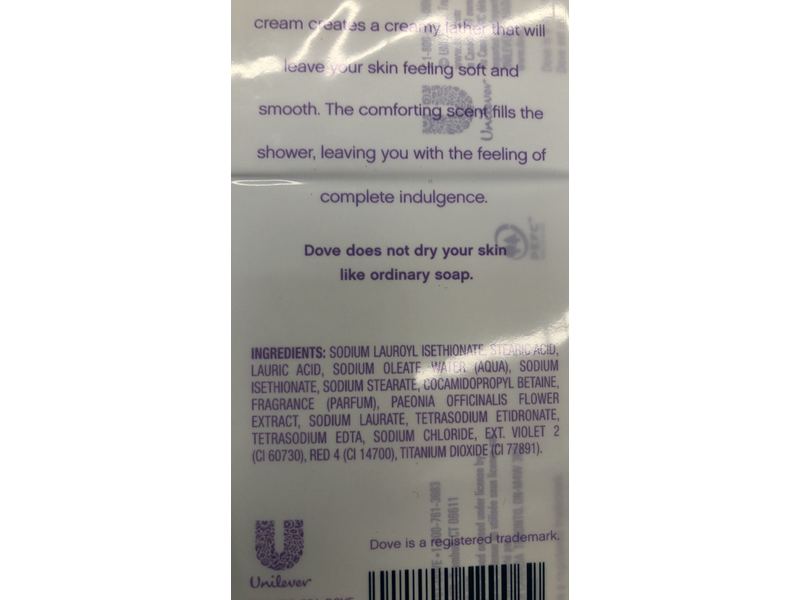 cream creates a creamy lather that will
leave your skin feeling soft and
smooth. The comforting scent fills the
shower, leaving you with the feeling of
complete indulgence.
Dove does not dry your skin
like ordinary soap.
INGREDIENTS: SODIUM LAUROYL ISETHIONATE, STEARIC ACID,
LAURIC ACID, SODIUM OLEATE, WATER (AQUA), SODIUM
ISETHIONATE, SODIUM STEARATE, COCAMIDOPROPYL BETAINE,
FRAGRANCE (PARFUM), PAEONIA OFFICINALIS FLOWER
EXTRACT, SODIUM LAURATE, TETRASODIUM ETIDRONATE,
TETRASODIUM EDTA, SODIUM CHLORIDE, EXT. VIOLET 2
(CI 60730), RED 4 (CI 14700), TITANIUM DIOXIDE (CI 77891).
Unilever
Dove is a registered trademark.
Unilever